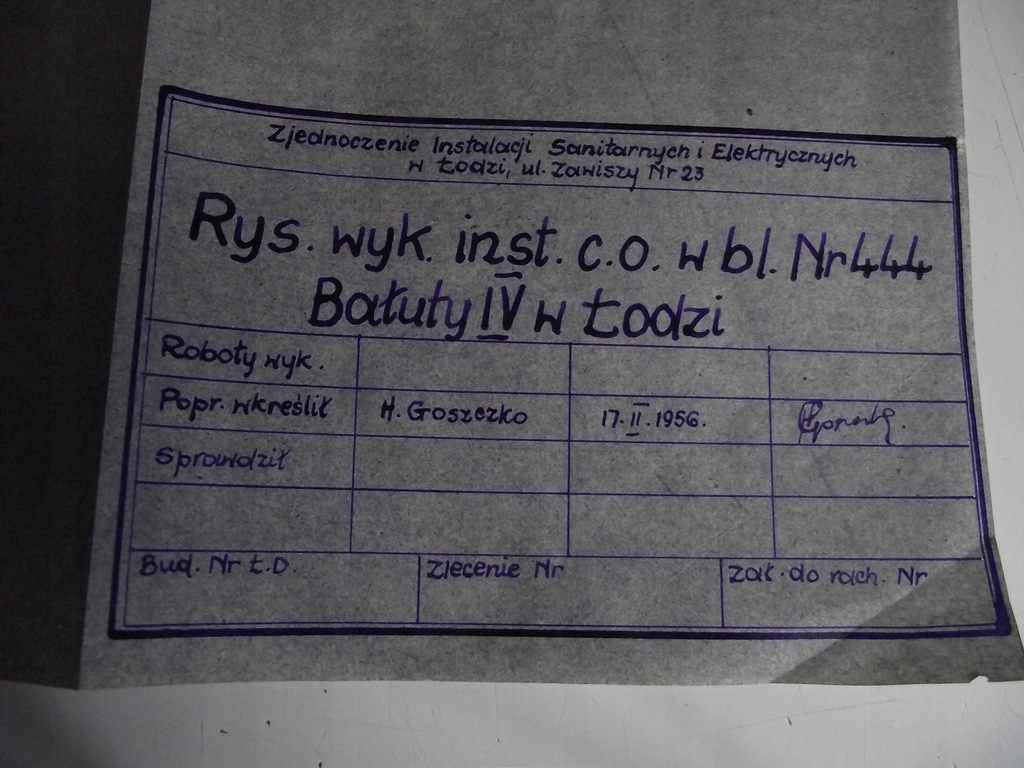 Zjednoczenie Instalacji Sanitarnych i Elektrycznych
w Łodzi, ul. Zawiszy Nr 23
Rys. wyk. inst. c.o. w bl. Nr 444
Bałuty IV w Łodzi
Roboty wyk.
Popr. wkreślił H. Groszczko 17.II.1956.
Sprawdził
Bud. Nr Ł.D. Zlecenie Nr Zał. do rach. Nr